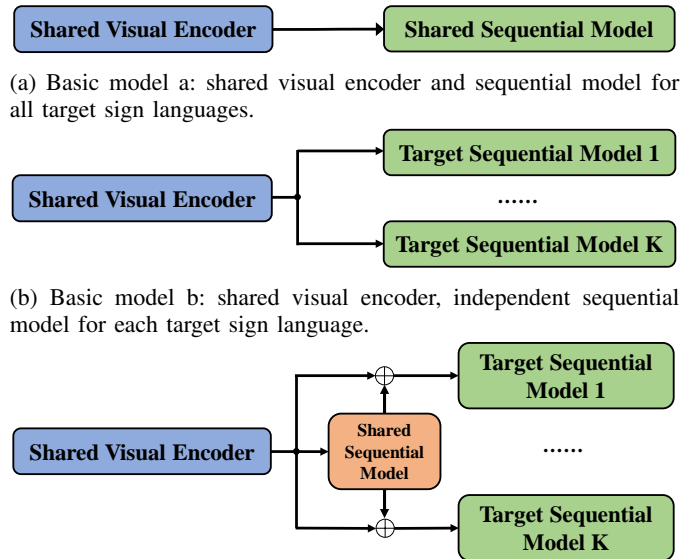 Shared Visual Encoder
Shared Sequential Model
(a) Basic model a: shared visual encoder and sequential model for
all target sign languages.
Target Sequential Model 1
Shared Visual Encoder
......
Target Sequential Model K
(b) Basic model b: shared visual encoder, independent sequential
model for each target sign language.
Target Sequential
Model 1
Shared
Sequential
Model
Shared Visual Encoder
......
Target Sequential
Model K